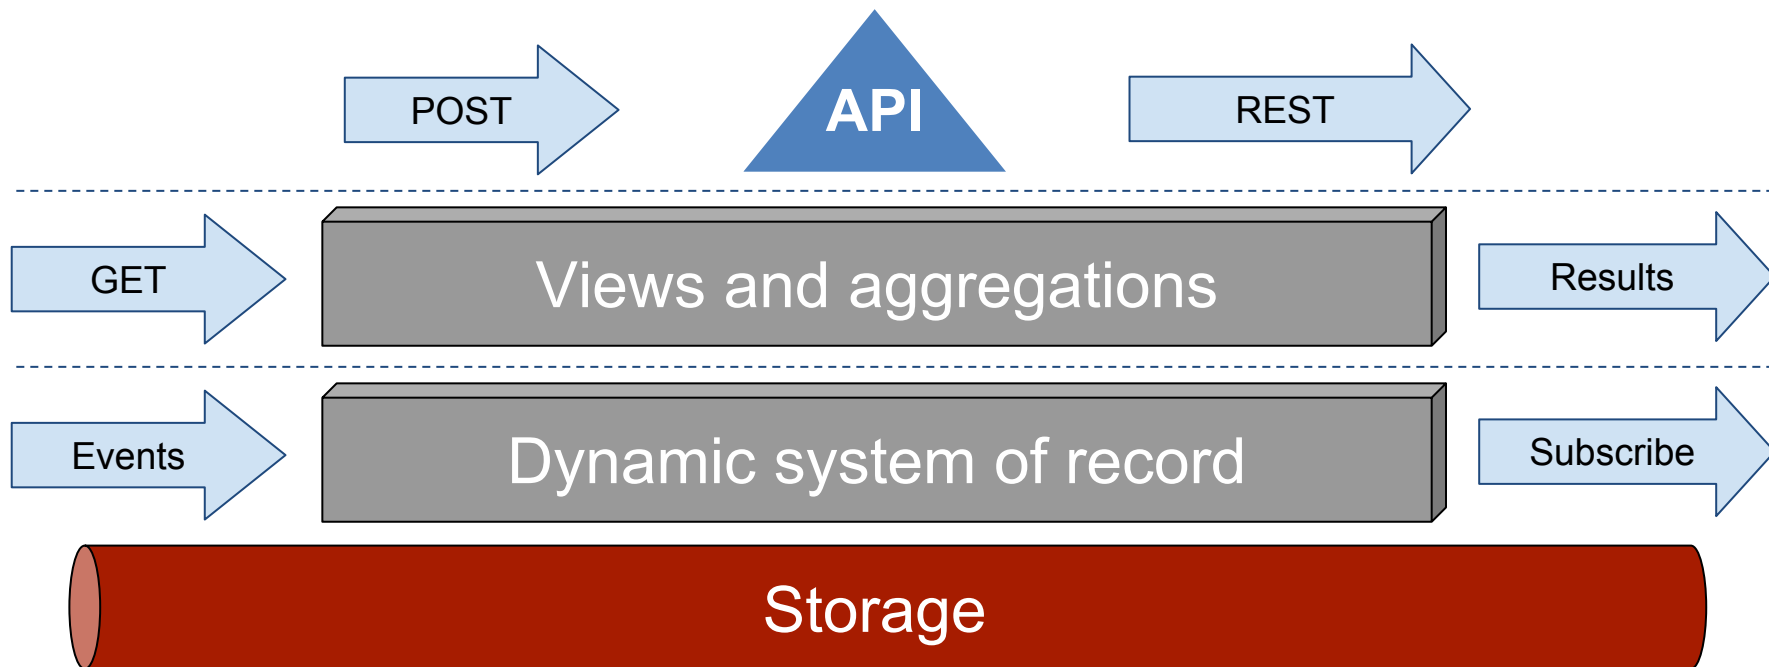 POST
API
REST
GET
Views and aggregations
Results
Events
Dynamic system of record
Subscribe
Storage